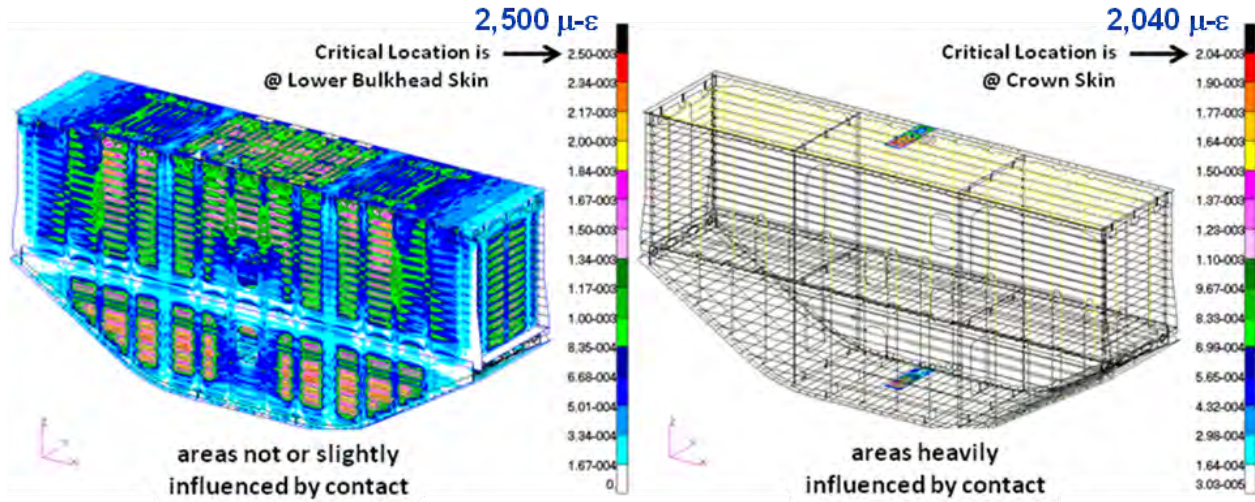 2,500 μ-ε
Critical Location is
@ Lower Bulkhead Skin
2.50-003
2.34-003
2.17-003
2.00-003
1.84-003
1.67-003
1.50-003
1.34-003
1.17-003
1.00-003
8.35-004
6.68-004
5.01-004
3.34-004
1.67-004
0.
Z
Y
X
areas not or slightly
influenced by contact
2,040 μ-ε
Critical Location is
@ Crown Skin
2.04-003
1.90-003
1.77-003
1.64-003
1.50-003
1.37-003
1.23-003
1.10-003
9.67-004
8.33-004
6.99-004
5.65-004
4.32-004
2.98-004
1.64-004
3.03-005
Z
Y
X
areas heavily
influenced by contact